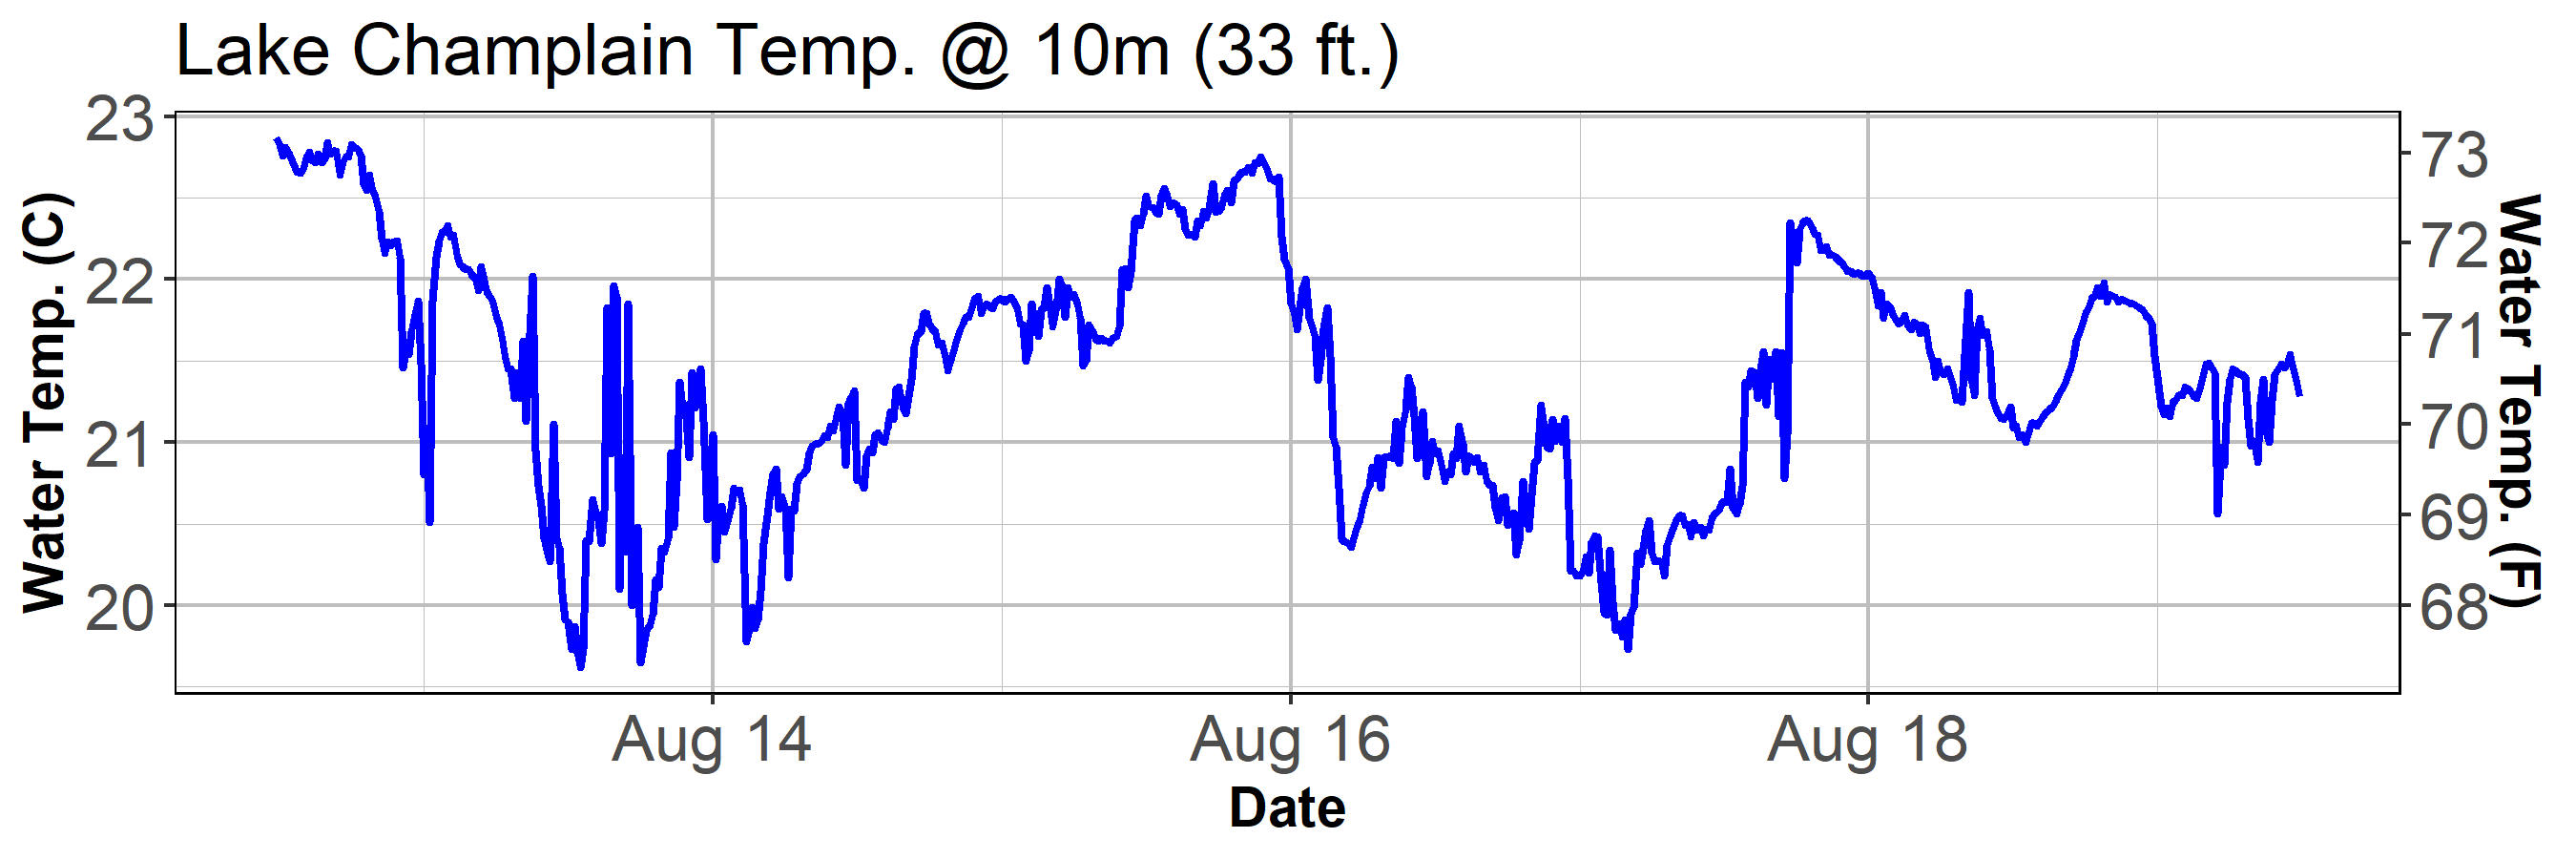 Lake Champlain Temp. @ 10m (33 ft.)
Water Temp. (C)
23
22
21
20
73
72
71
70
69
68
Water Temp. (F)
Aug 14
Aug 16
Aug 18
Date